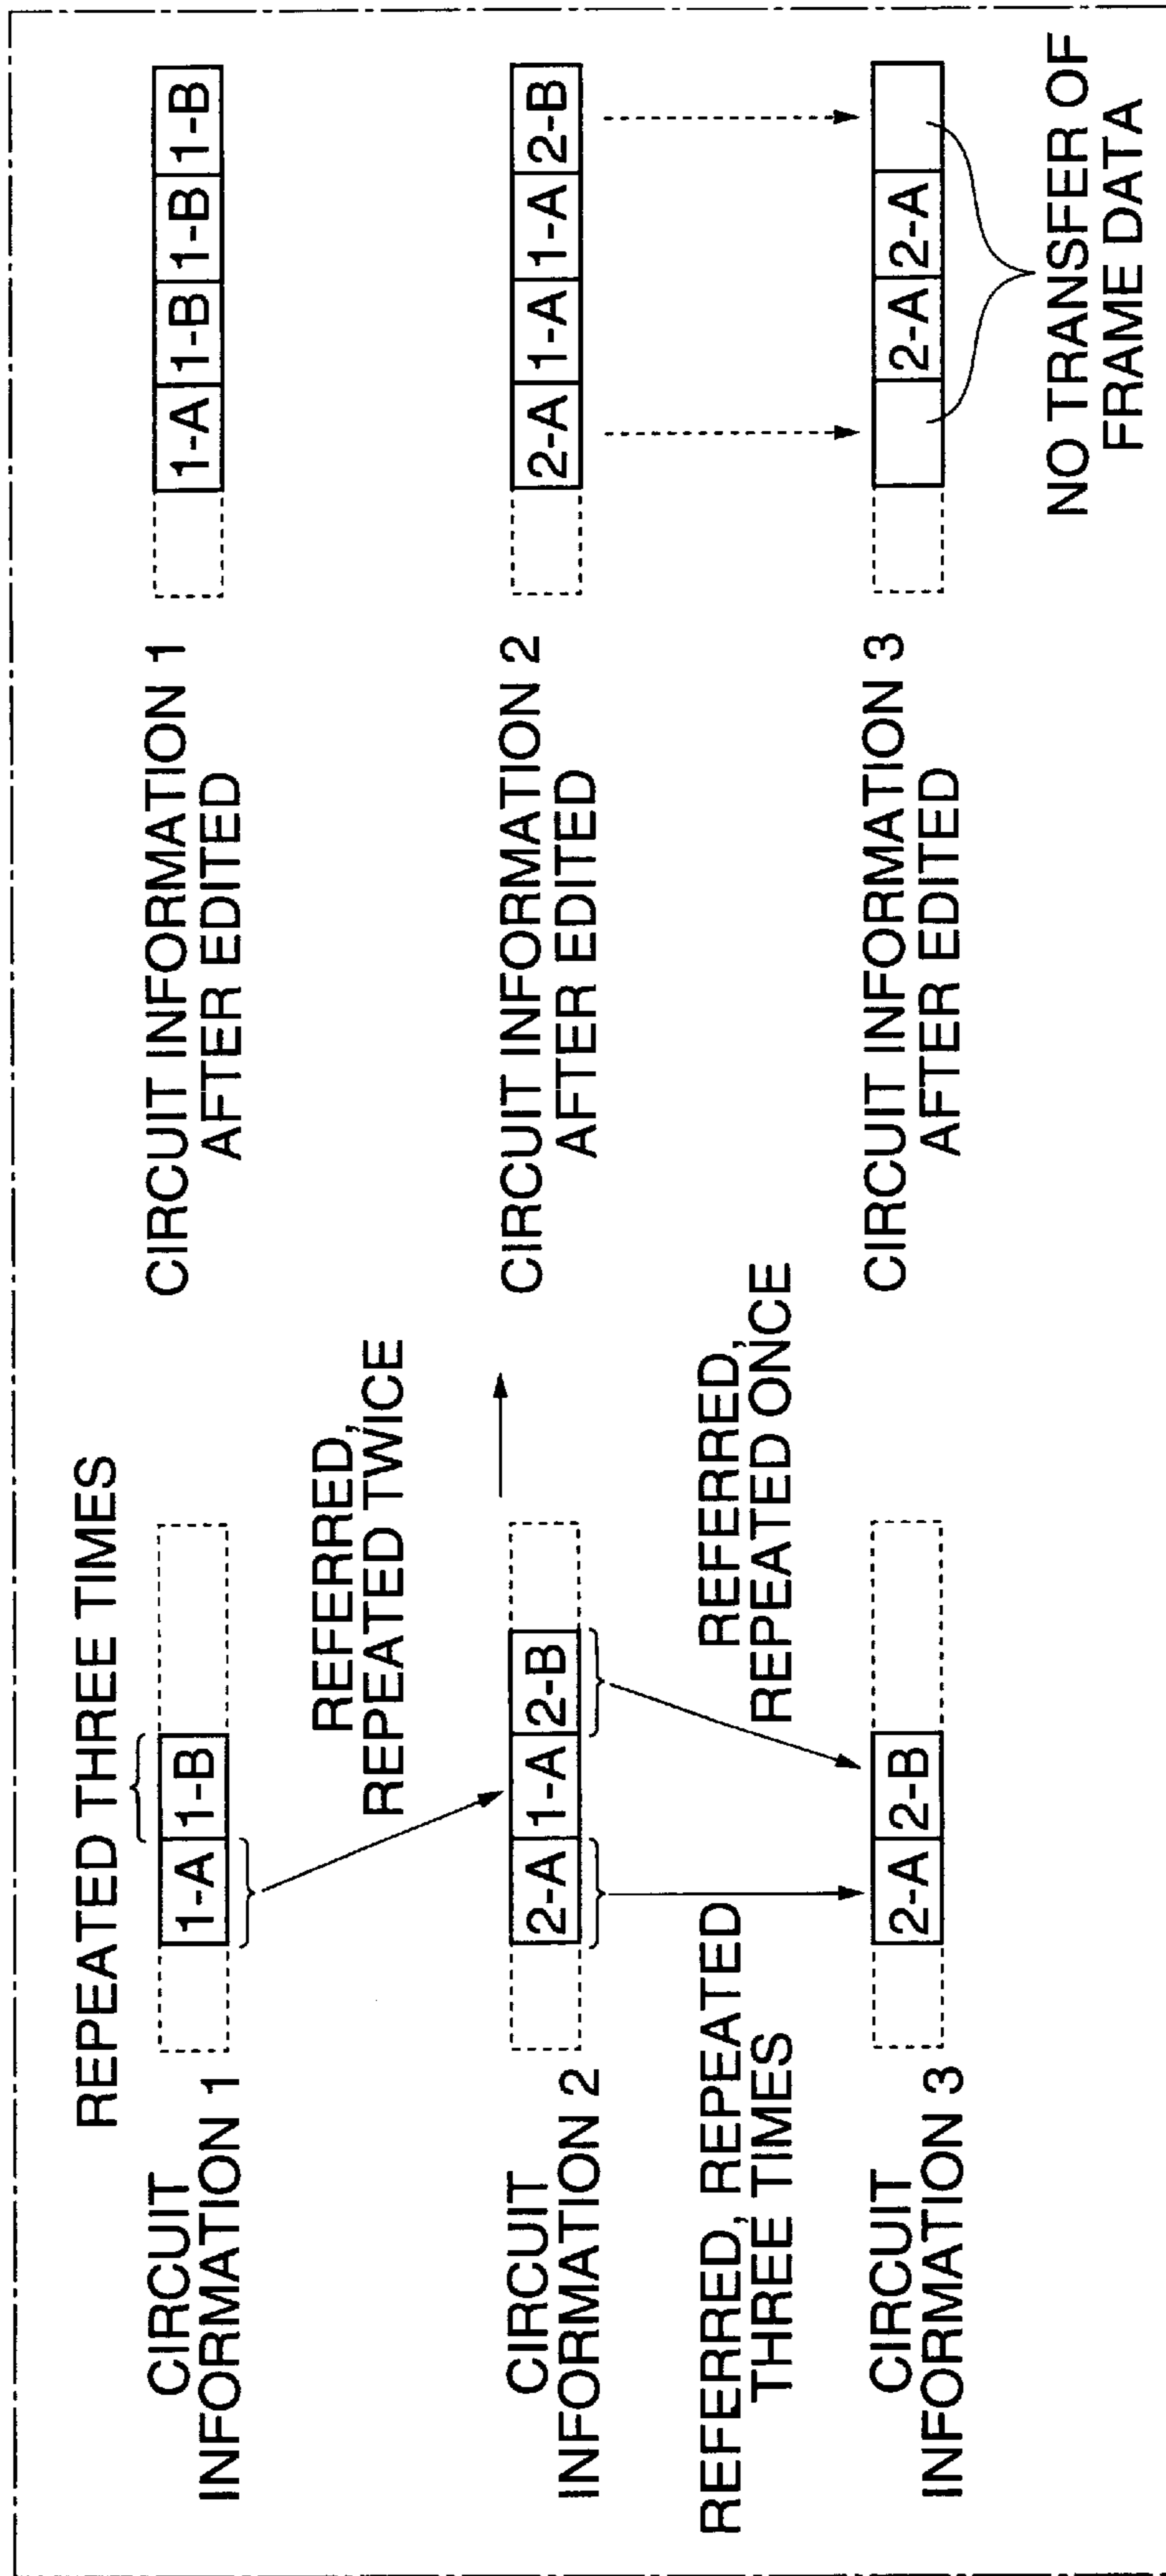 REPEATED THREE TIMES
CIRCUIT
INFORMATION 1
1-A 1-B
REFERRED,
REPEATED TWICE
CIRCUIT
INFORMATION 2
2-A 1-A 2-B
REFERRED, REPEATED
THREE TIMES
REFERRED,
REPEATED ONCE
CIRCUIT
INFORMATION 3
2-A 2-B
CIRCUIT INFORMATION 1
AFTER EDITED
1-A 1-B 1-B 1-B
CIRCUIT INFORMATION 2
AFTER EDITED
2-A 1-A 1-A 2-B
CIRCUIT INFORMATION 3
AFTER EDITED
2-A 2-A
NO TRANSFER OF
FRAME DATA